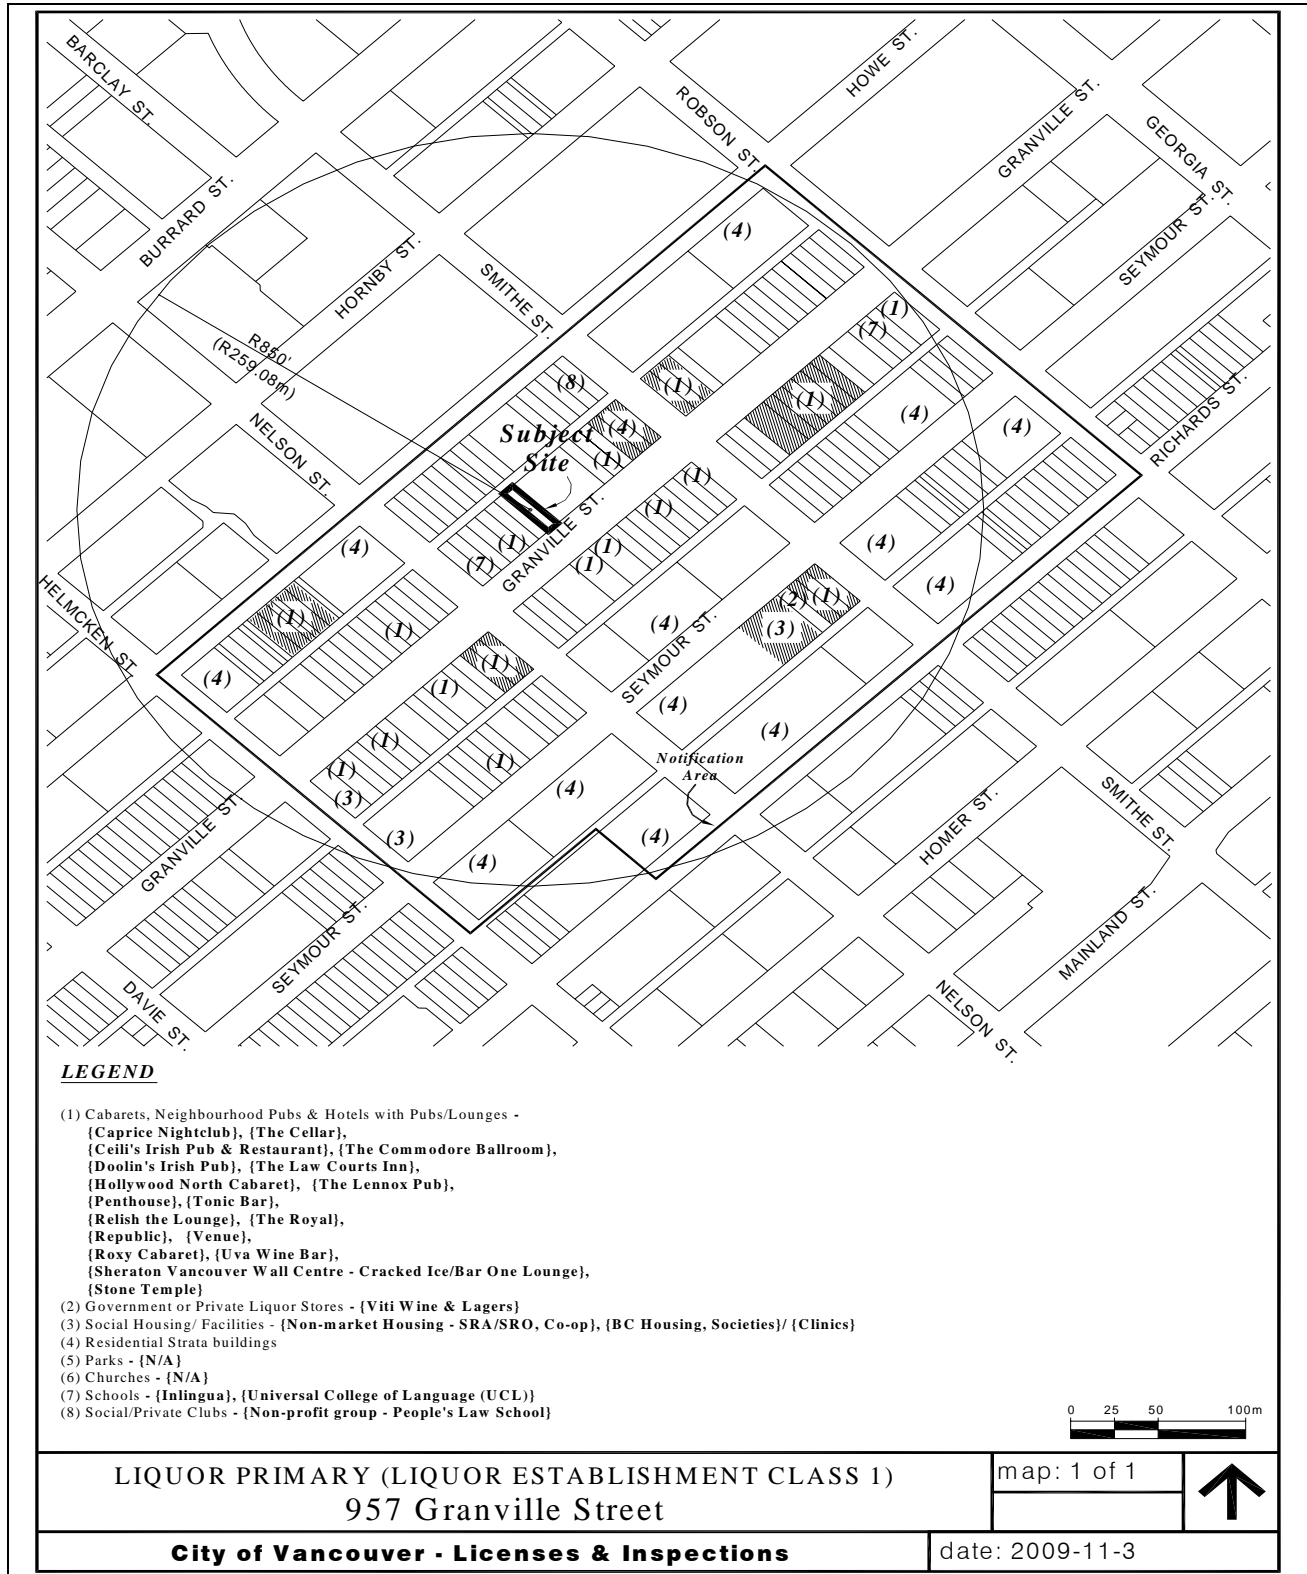 BARCLAY ST.
HOWE ST.
ROBSON ST.
GRANVILLE ST.
GEORGIA ST.
BURRARD ST.
SEYMOUR ST.
HORNBY ST.
SMITHE ST.
(4)
(1)
(7)
R850'
(R259.08m)
(8)
(1)
(1)
RICHARDS ST.
NELSON ST.
(4)
(4)
(4)
Subject
Site
(1)
(1)
(1)
GRANVILLE ST.
(1)
(7)
(1)
(1)
(4)
(4)
(4)
HELMCKEN ST.
(1)
(1)
(2)
(1)
(3)
(4)
SEYMOUR ST.
(4)
(1)
(1)
(4)
(4)
(1)
(1)
Notification
Area
(1)
(3)
(4)
(3)
(4)
(4)
SMITHE ST.
HOMER ST.
GRANVILLE ST.
SEYMOUR ST.
MAINLAND ST.
DAVIE ST.
NELSON ST.
LEGEND
(1) Cabarets, Neighbourhood Pubs & Hotels with Pubs/Lounges -
{Caprice Nightclub}, {The Cellar},
{Ceili's Irish Pub & Restaurant}, {The Commodore Ballroom},
{Doolin's Irish Pub}, {The Law Courts Inn},
{Hollywood North Cabaret}, {The Lennox Pub},
{Penthouse}, {Tonic Bar},
{Relish the Lounge}, {The Royal},
{Republic}, {Venue},
{Roxy Cabaret}, {Uva Wine Bar},
{Sheraton Vancouver Wall Centre - Cracked Ice/Bar One Lounge},
{Stone Temple}
(2) Government or Private Liquor Stores - {Viti Wine & Lagers}
(3) Social Housing/ Facilities - {Non-market Housing - SRA/SRO, Co-op}, {BC Housing, Societies}/ {Clinics}
(4) Residential Strata buildings
(5) Parks - {N/A}
(6) Churches - {N/A}
(7) Schools - {Inlingua}, {Universal College of Language (UCL)}
(8) Social/Private Clubs - {Non-profit group - People's Law School}
0 25 50 100m
LIQUOR PRIMARY (LIQUOR ESTABLISHMENT CLASS 1)
957 Granville Street
map: 1 of 1
City of Vancouver - Licenses & Inspections
date: 2009-11-3